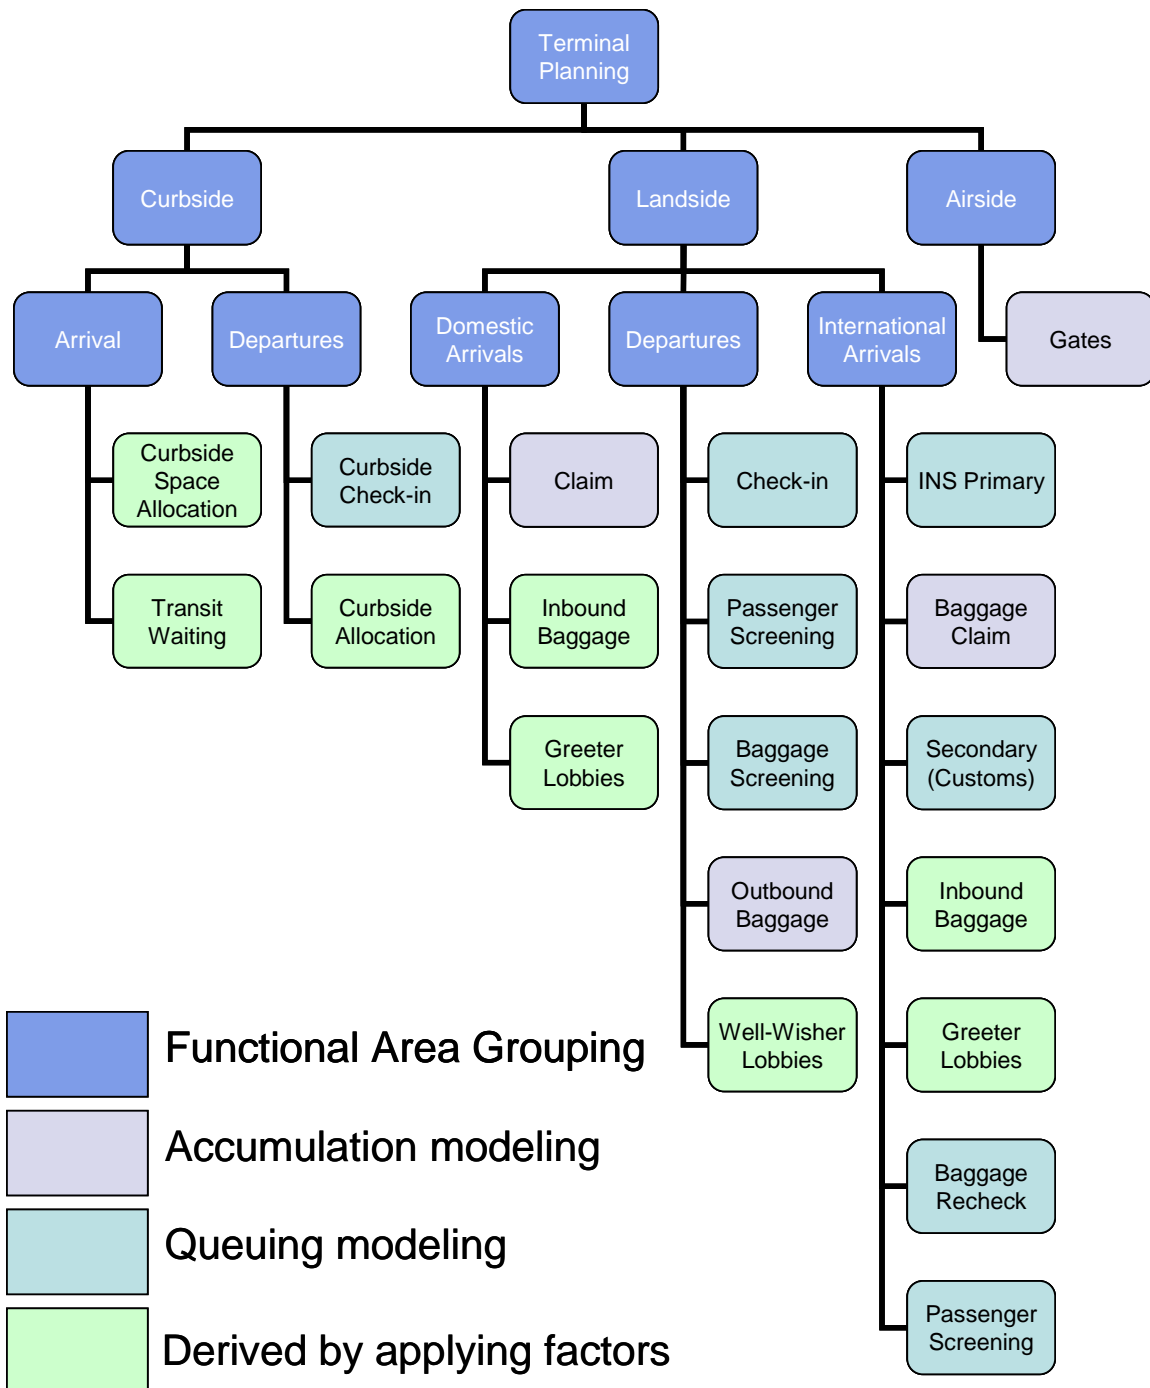 Terminal
Planning
Curbside
Landside
Airside
Arrival
Departures
Domestic
Arrivals
Departures
International
Arrivals
Gates
Curbside
Space
Allocation
Curbside
Check-in
Claim
Check-in
INS Primary
Transit
Waiting
Curbside
Allocation
Inbound
Baggage
Passenger
Screening
Baggage
Claim
Greeter
Lobbies
Baggage
Screening
Secondary
(Customs)
Outbound
Baggage
Inbound
Baggage
Well-Wisher
Lobbies
Greeter
Lobbies
Baggage
Recheck
Passenger
Screening
Functional Area Grouping
Accumulation modeling
Queuing modeling
Derived by applying factors